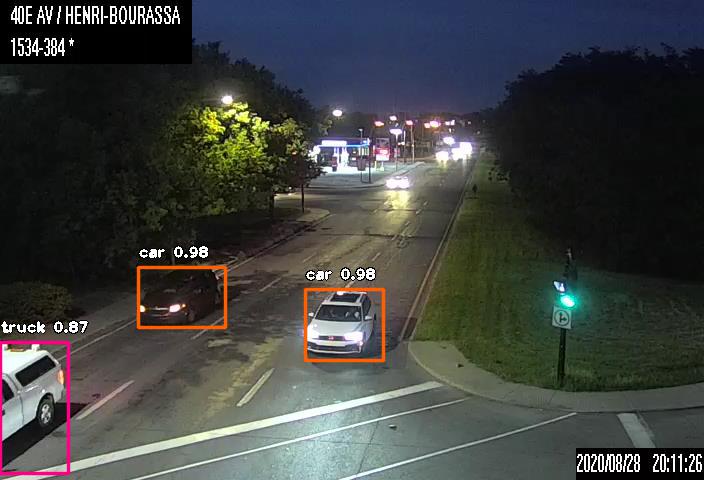 40E AV / HENRI-BOURASSA
1534-384 *
car 0.98
car 0.98
truck 0.87
2020/08/28 20:11:26